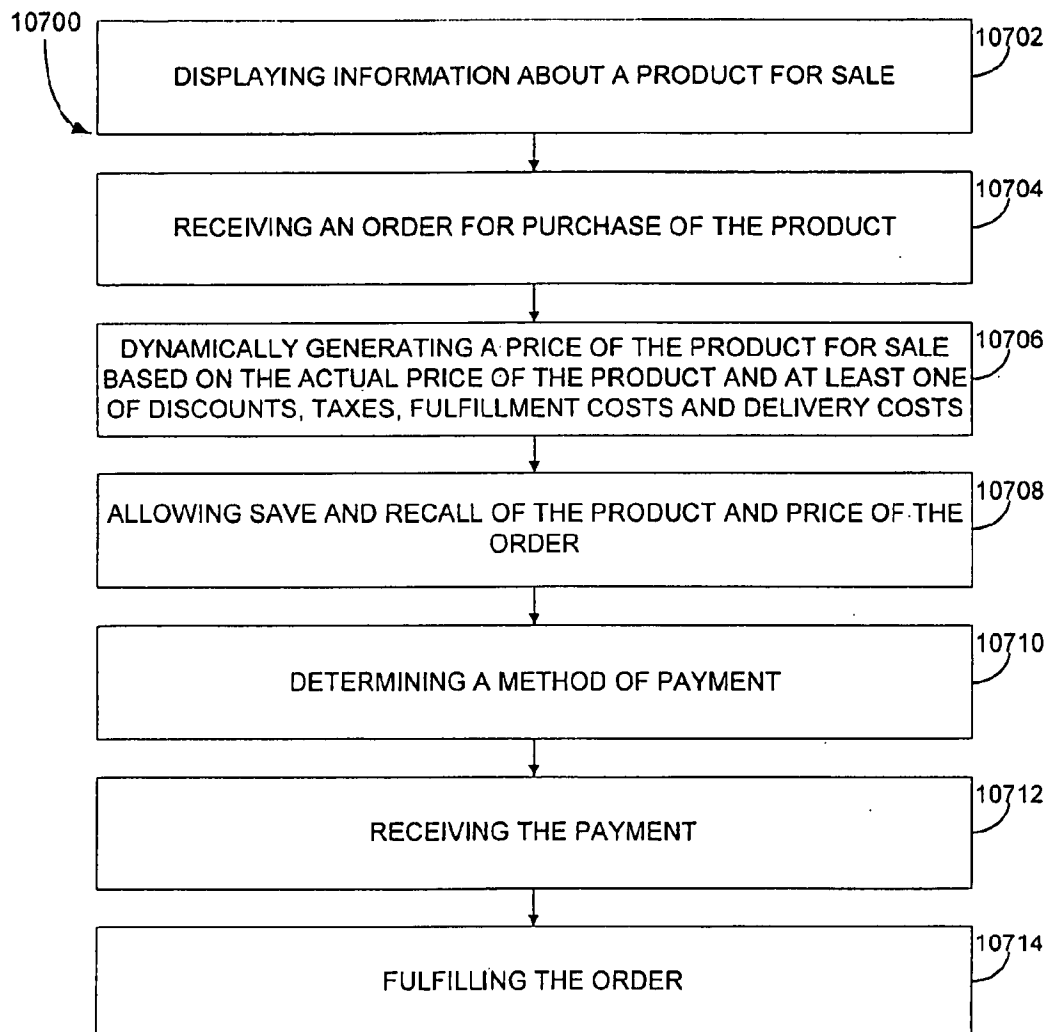 10700
10702
DISPLAYING INFORMATION ABOUT A PRODUCT FOR SALE
10704
RECEIVING AN ORDER FOR PURCHASE OF THE PRODUCT
10706
DYNAMICALLY GENERATING A PRICE OF THE PRODUCT FOR SALE
BASED ON THE ACTUAL PRICE OF THE PRODUCT AND AT LEAST ONE
OF DISCOUNTS, TAXES, FULFILLMENT COSTS AND DELIVERY COSTS
10708
ALLOWING SAVE AND RECALL OF THE PRODUCT AND PRICE OF THE
ORDER
10710
DETERMINING A METHOD OF PAYMENT
10712
RECEIVING THE PAYMENT
10714
FULFILLING THE ORDER